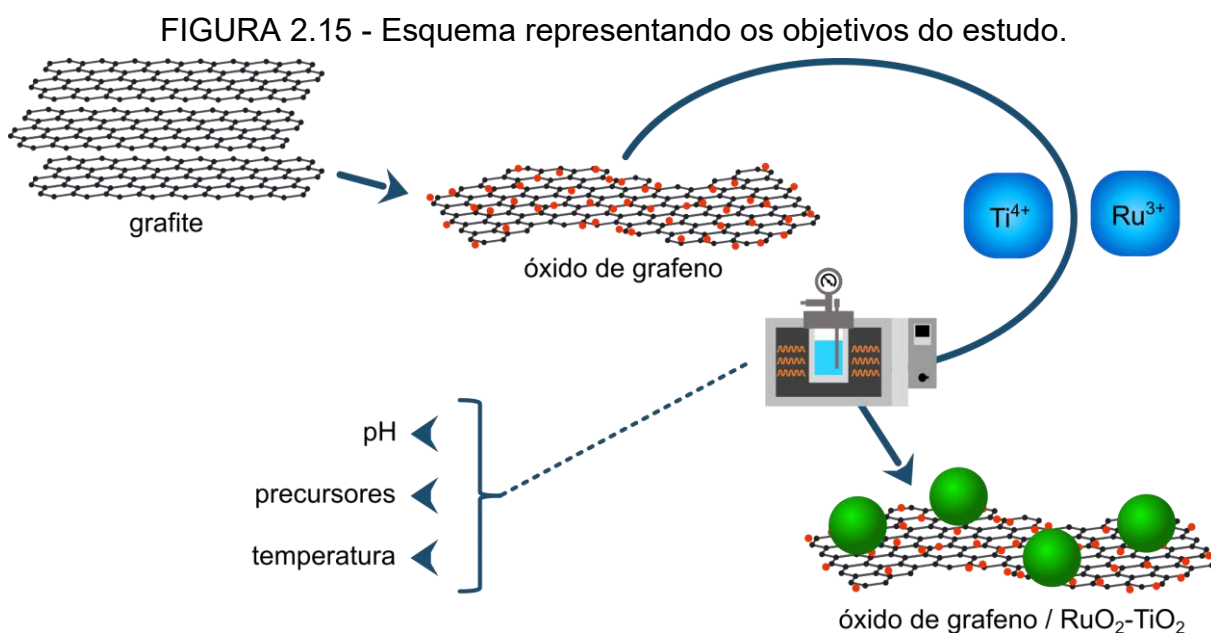 FIGURA 2.15 - Esquema representando os objetivos do estudo.
grafite
óxido de grafeno
Ti⁴⁺
Ru³⁺
pH
precursores
temperatura
óxido de grafeno / RuO₂-TiO₂